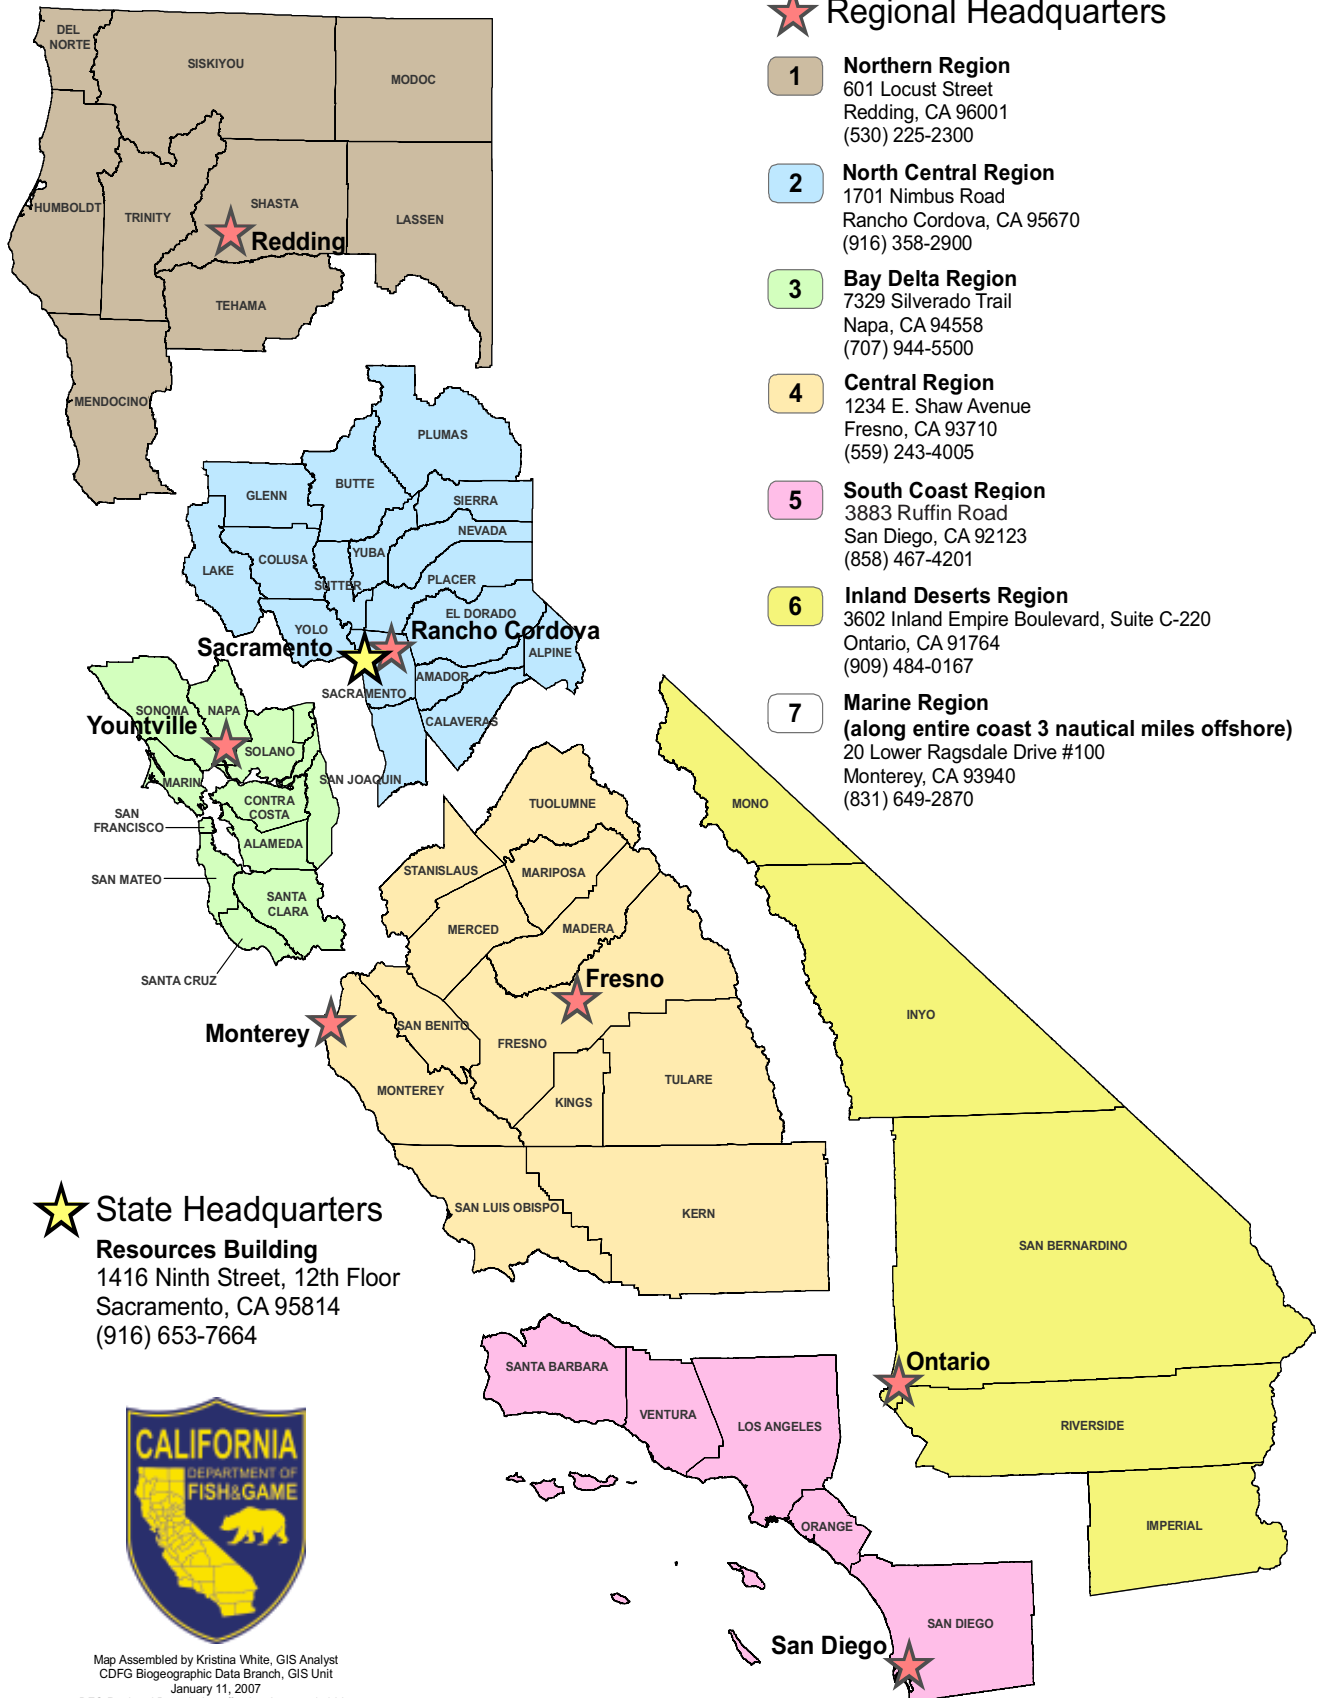 Regional Headquarters
1
Northern Region
601 Locust Street
Redding, CA 96001
(530) 225-2300
2
North Central Region
1701 Nimbus Road
Rancho Cordova, CA 95670
(916) 358-2900
3
Bay Delta Region
7329 Silverado Trail
Napa, CA 94558
(707) 944-5500
4
Central Region
1234 E. Shaw Avenue
Fresno, CA 93710
(559) 243-4005
5
South Coast Region
3883 Ruffin Road
San Diego, CA 92123
(858) 467-4201
6
Inland Deserts Region
3602 Inland Empire Boulevard, Suite C-220
Ontario, CA 91764
(909) 484-0167
7
Marine Region
(along entire coast 3 nautical miles offshore)
20 Lower Ragsdale Drive #100
Monterey, CA 93940
(831) 649-2870
DEL
NORTE
SISKIYOU
MODOC
HUMBOLDT
TRINITY
SHASTA
LASSEN
Redding
TEHAMA
MENDOCINO
PLUMAS
BUTTE
GLENN
SIERRA
NEVADA
YUBA
COLUSA
LAKE
SUTTER
PLACER
EL DORADO
YOLO
Rancho Cordova
Sacramento
ALPINE
AMADOR
SACRAMENTO
CALAVERAS
SAN JOAQUIN
SONOMA
NAPA
Yountville
SOLANO
MARIN
CONTRA
COSTA
SAN
FRANCISCO
ALAMEDA
SAN MATEO
SANTA
CLARA
SANTA CRUZ
TUOLUMNE
STANISLAUS
MARIPOSA
MERCED
MADERA
Fresno
Monterey
SAN BENITO
FRESNO
MONTEREY
KINGS
TULARE
SAN LUIS OBISPO
KERN
MONO
INYO
SAN BERNARDINO
Ontario
RIVERSIDE
IMPERIAL
SANTA BARBARA
VENTURA
LOS ANGELES
ORANGE
SAN DIEGO
San Diego
State Headquarters
Resources Building
1416 Ninth Street, 12th Floor
Sacramento, CA 95814
(916) 653-7664
CALIFORNIA
DEPARTMENT OF
FISH&GAME
Map Assembled by Kristina White, GIS Analyst
CDFG Biogeographic Data Branch, GIS Unit
January 11, 2007